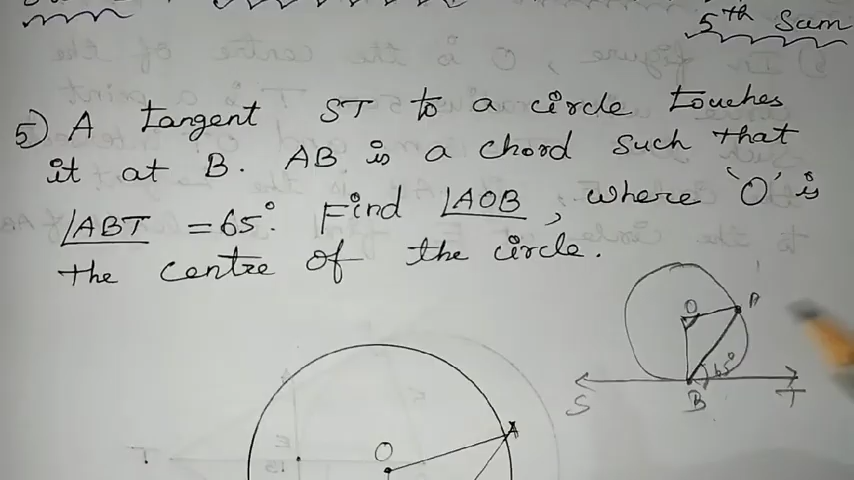 5th Sum
5) A tangent ST to a circle touches
it at B. AB is a chord such that
∠ABT = 65°. Find ∠AOB, where 'O' is
the centre of the circle.
O A
65°
S B T
A
O